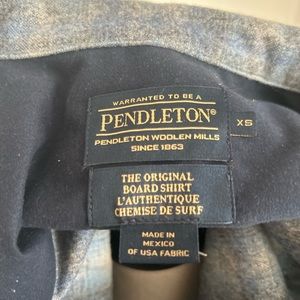 WARRANTED TO BE A
PENDLETON®
PENDLETON WOOLEN MILLS
SINCE 1863
XS
THE ORIGINAL
BOARD SHIRT
L'AUTHENTIQUE
CHEMISE DE SURF
MADE IN
MEXICO
OF USA FABRIC